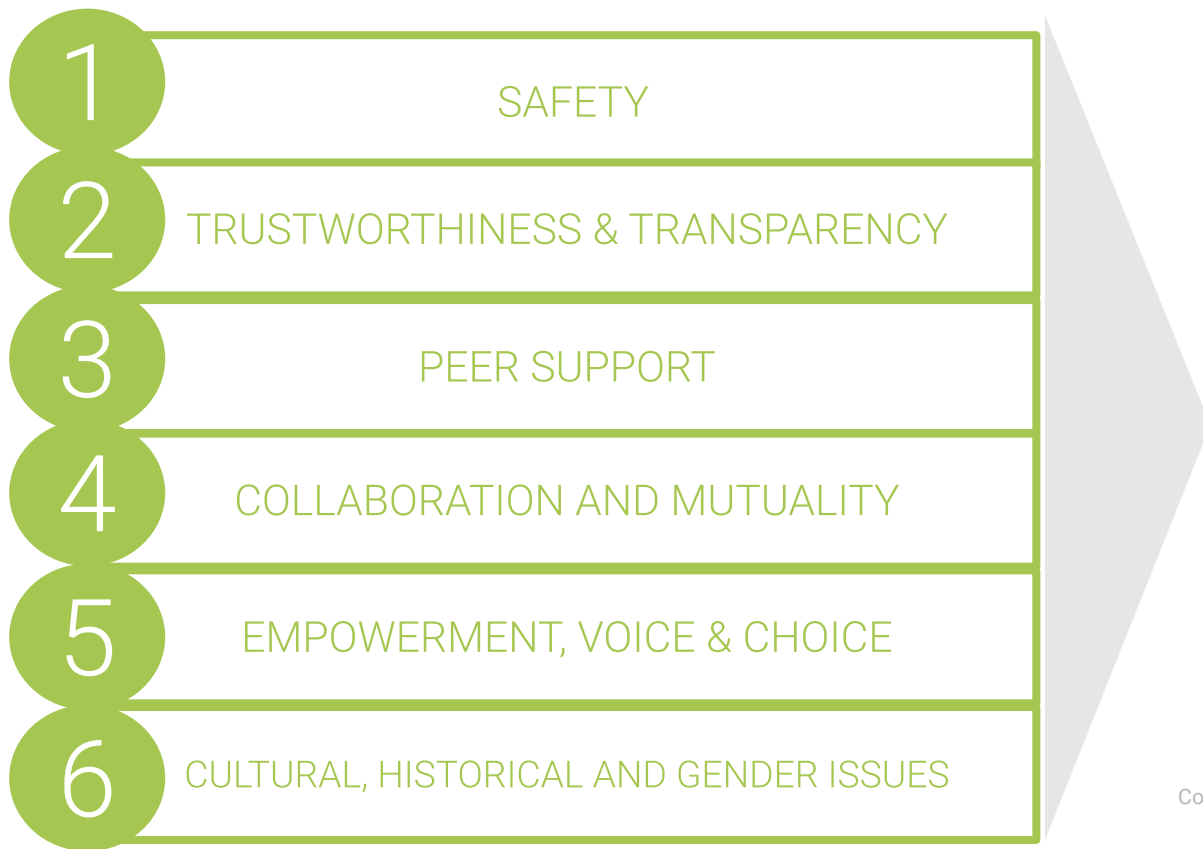 1
SAFETY
2
TRUSTWORTHINESS & TRANSPARENCY
3
PEER SUPPORT
4
COLLABORATION AND MUTUALITY
5
EMPOWERMENT, VOICE & CHOICE
6
CULTURAL, HISTORICAL AND GENDER ISSUES
Co